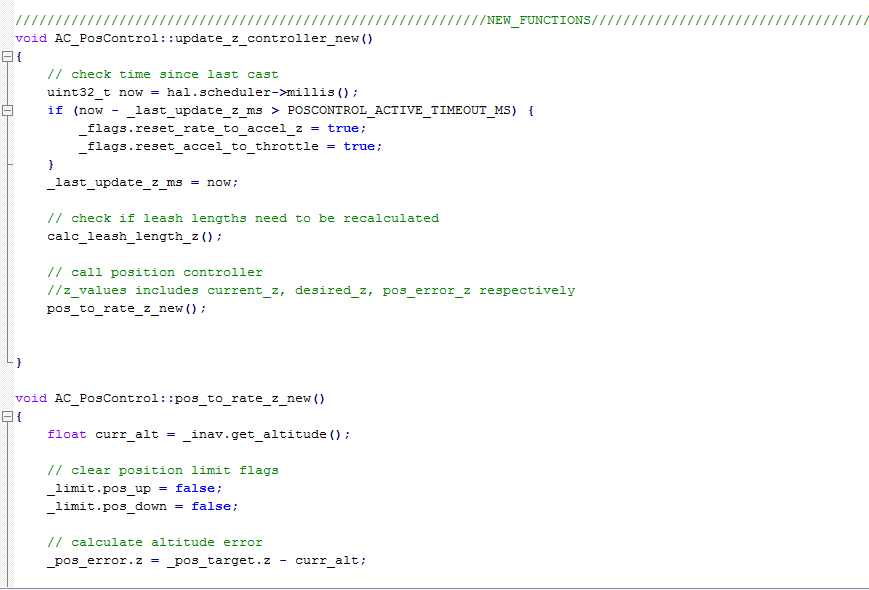 ///////////////////////////////////////////////////////////NEW_FUNCTIONS///////////////////////////////////
void AC_PosControl::update_z_controller_new()
{
    // check time since last cast
    uint32_t now = hal.scheduler->millis();
    if (now - _last_update_z_ms > POSCONTROL_ACTIVE_TIMEOUT_MS) {
        _flags.reset_rate_to_accel_z = true;
        _flags.reset_accel_to_throttle = true;
    }
    _last_update_z_ms = now;
    // check if leash lengths need to be recalculated
    calc_leash_length_z();
    // call position controller
    //z_values includes current_z, desired_z, pos_error_z respectively
    pos_to_rate_z_new();
}
void AC_PosControl::pos_to_rate_z_new()
{
    float curr_alt = _inav.get_altitude();
    // clear position limit flags
    _limit.pos_up = false;
    _limit.pos_down = false;
    // calculate altitude error
    _pos_error.z = _pos_target.z - curr_alt;